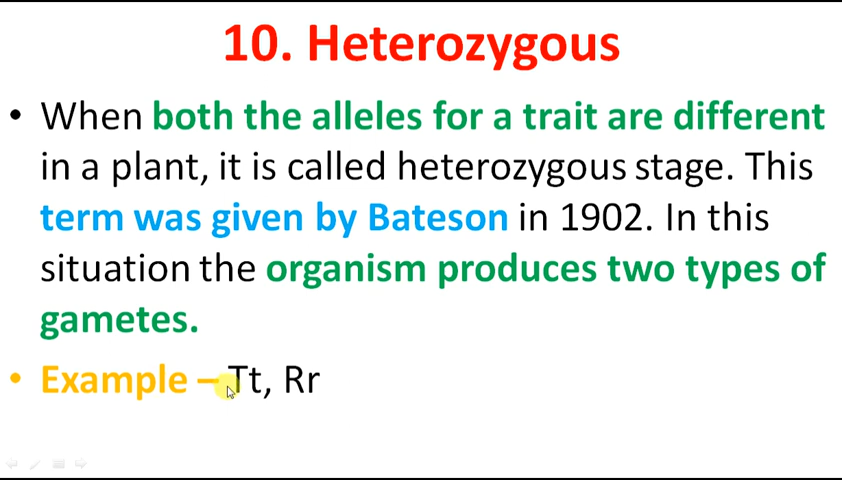 10. Heterozygous
• When both the alleles for a trait are different
in a plant, it is called heterozygous stage. This
term was given by Bateson in 1902. In this
situation the organism produces two types of
gametes.
• Example – Tt, Rr